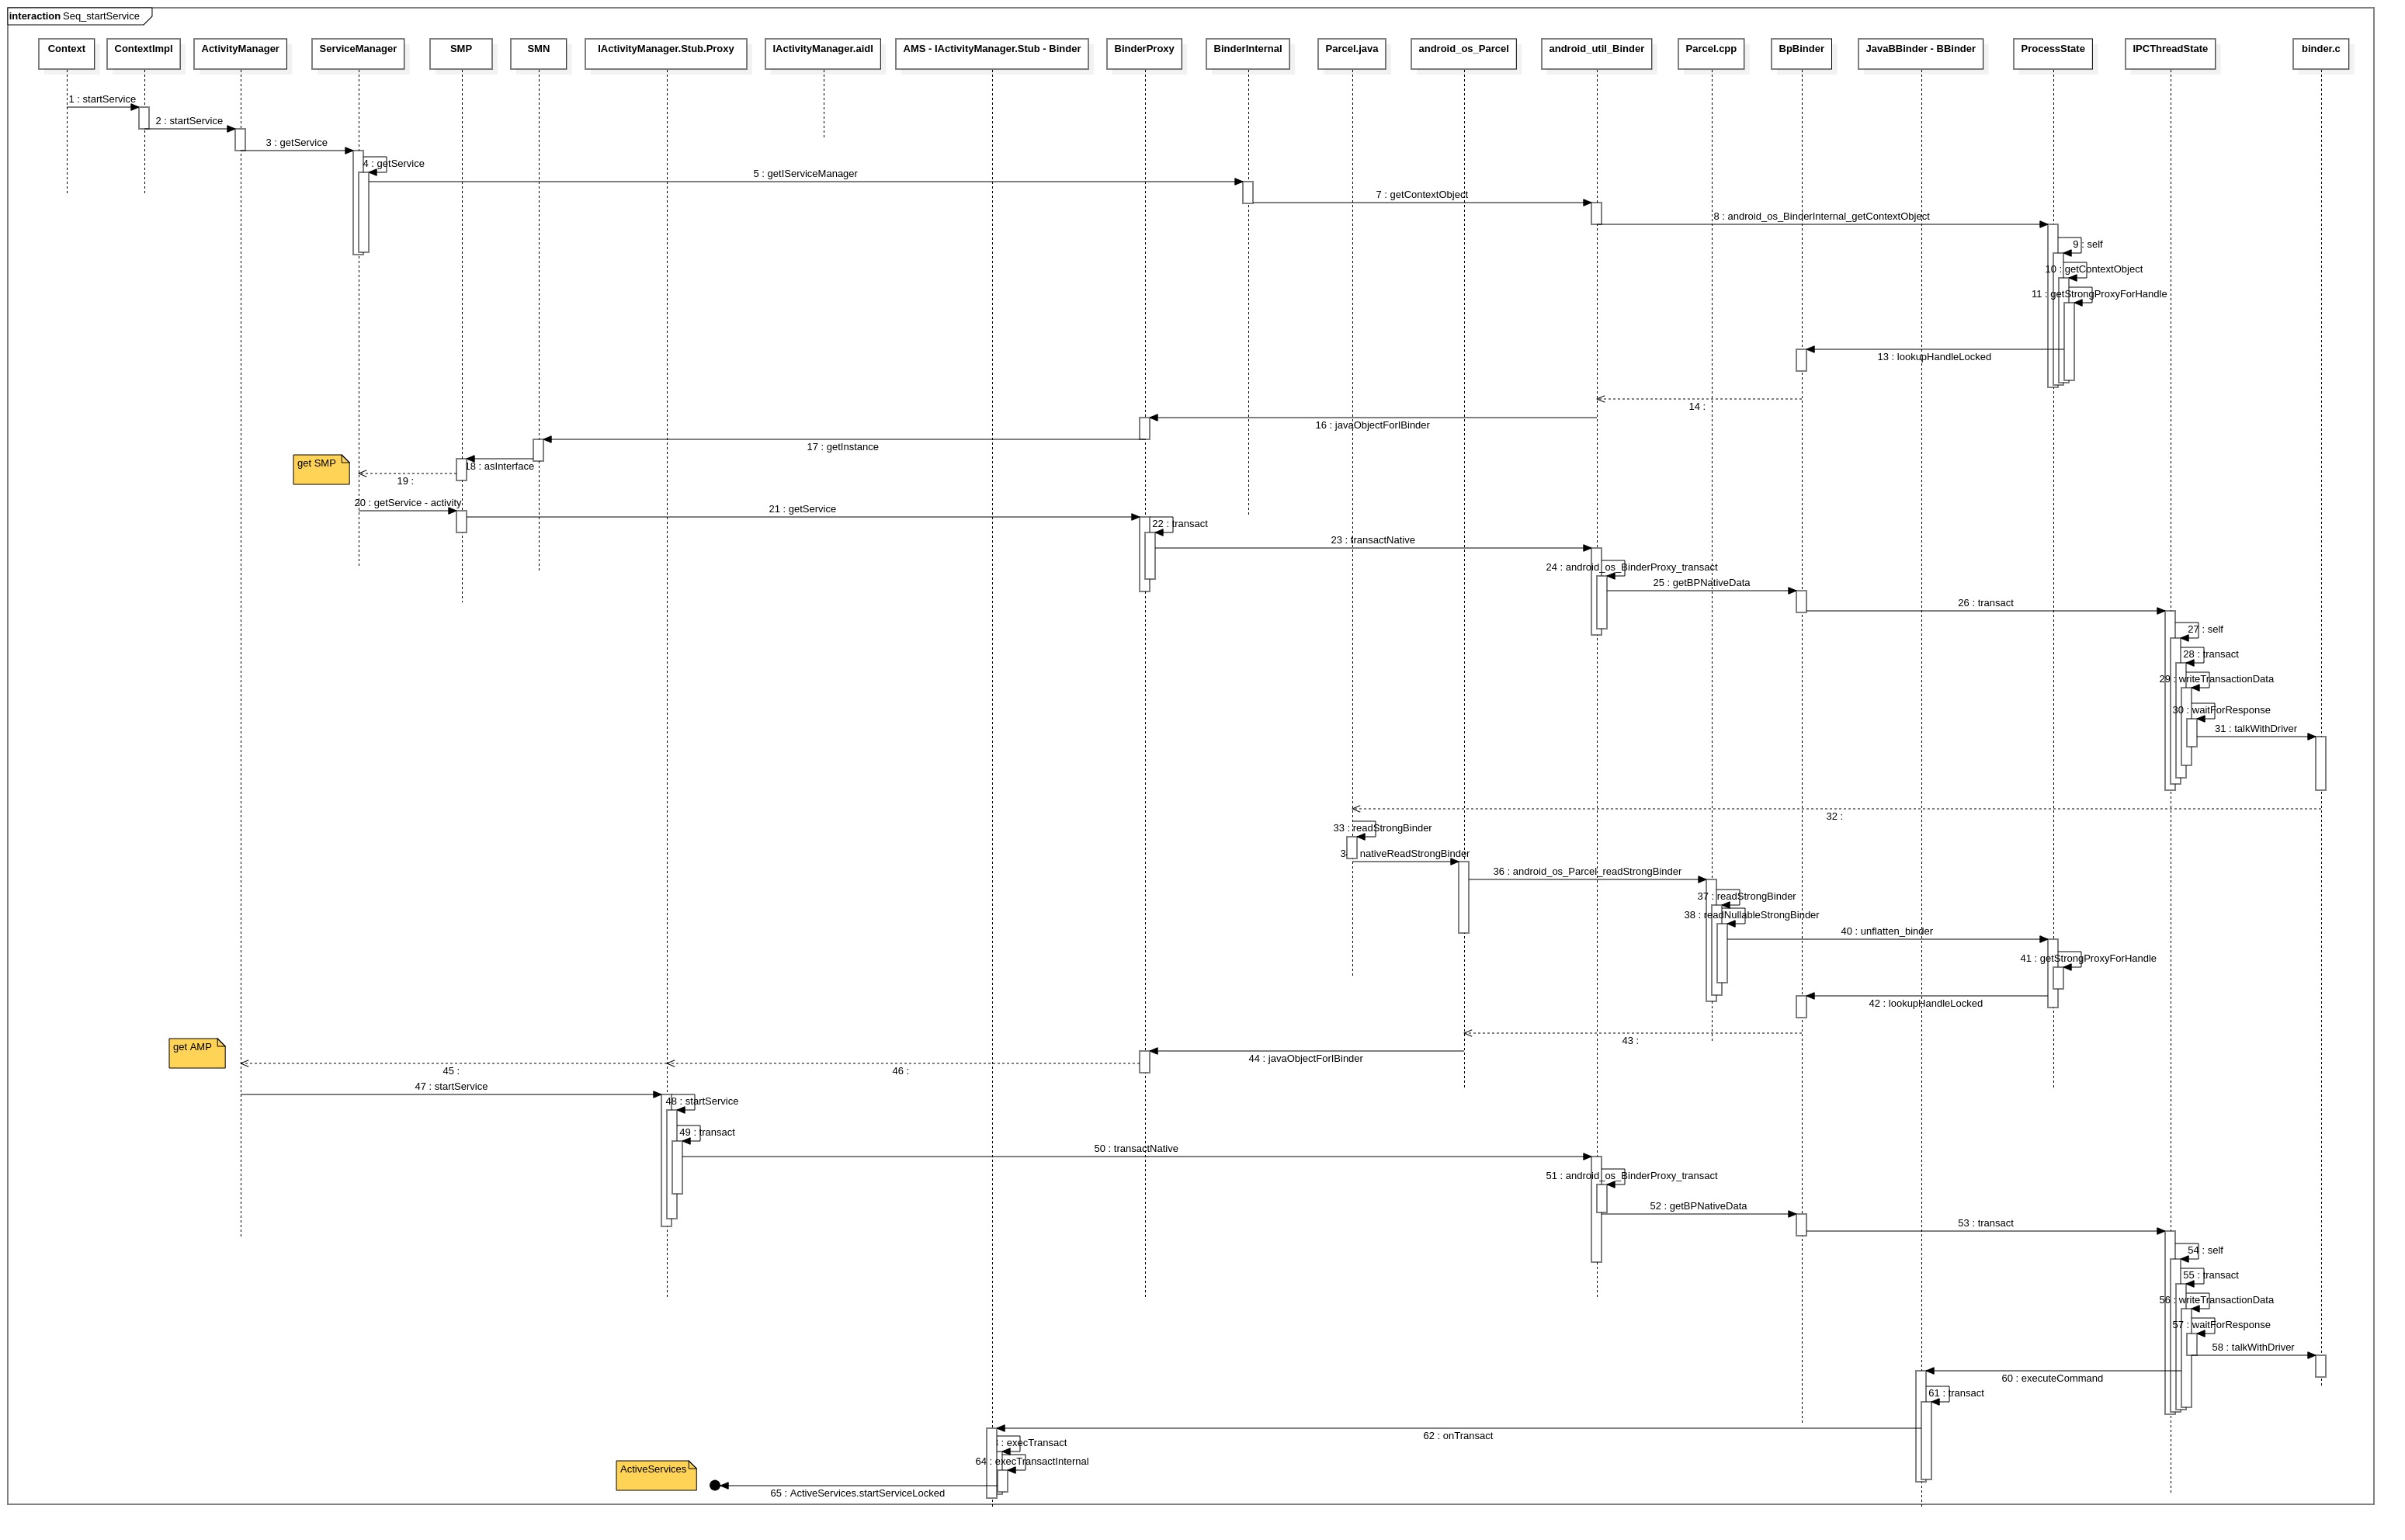 interaction Seq_startService
Context
ContextImpl
ActivityManager
ServiceManager
SMP
SMN
IActivityManager.Stub.Proxy
IActivityManager.aidl
AMS - IActivityManager.Stub - Binder
BinderProxy
BinderInternal
Parcel.java
android_os_Parcel
android_util_Binder
Parcel.cpp
BpBinder
JavaBBinder - BBinder
ProcessState
IPCThreadState
binder.c
1 : startService
2 : startService
3 : getService
4 : getService
5 : getIServiceManager
7 : getContextObject
8 : android_os_BinderInternal_getContextObject
9 : self
10 : getContextObject
11 : getStrongProxyForHandle
13 : lookupHandleLocked
14 :
16 : javaObjectForIBinder
17 : getInstance
18 : asInterface
get SMP
19 :
20 : getService - activity
21 : getService
22 : transact
23 : transactNative
24 : android_os_BinderProxy_transact
25 : getBPNativeData
26 : transact
27 : self
28 : transact
29 : writeTransactionData
30 : waitForResponse
31 : talkWithDriver
32 :
33 : readStrongBinder
nativeReadStrongBinder
36 : android_os_Parcel_readStrongBinder
37 : readStrongBinder
38 : readNullableStrongBinder
40 : unflatten_binder
41 : getStrongProxyForHandle
42 : lookupHandleLocked
43 :
44 : javaObjectForIBinder
get AMP
45 :
46 :
47 : startService
48 : startService
49 : transact
50 : transactNative
51 : android_os_BinderProxy_transact
52 : getBPNativeData
53 : transact
54 : self
55 : transact
56 : writeTransactionData
57 : waitForResponse
58 : talkWithDriver
60 : executeCommand
61 : transact
62 : onTransact
: execTransact
64 : execTransactInternal
ActiveServices
65 : ActiveServices.startServiceLocked